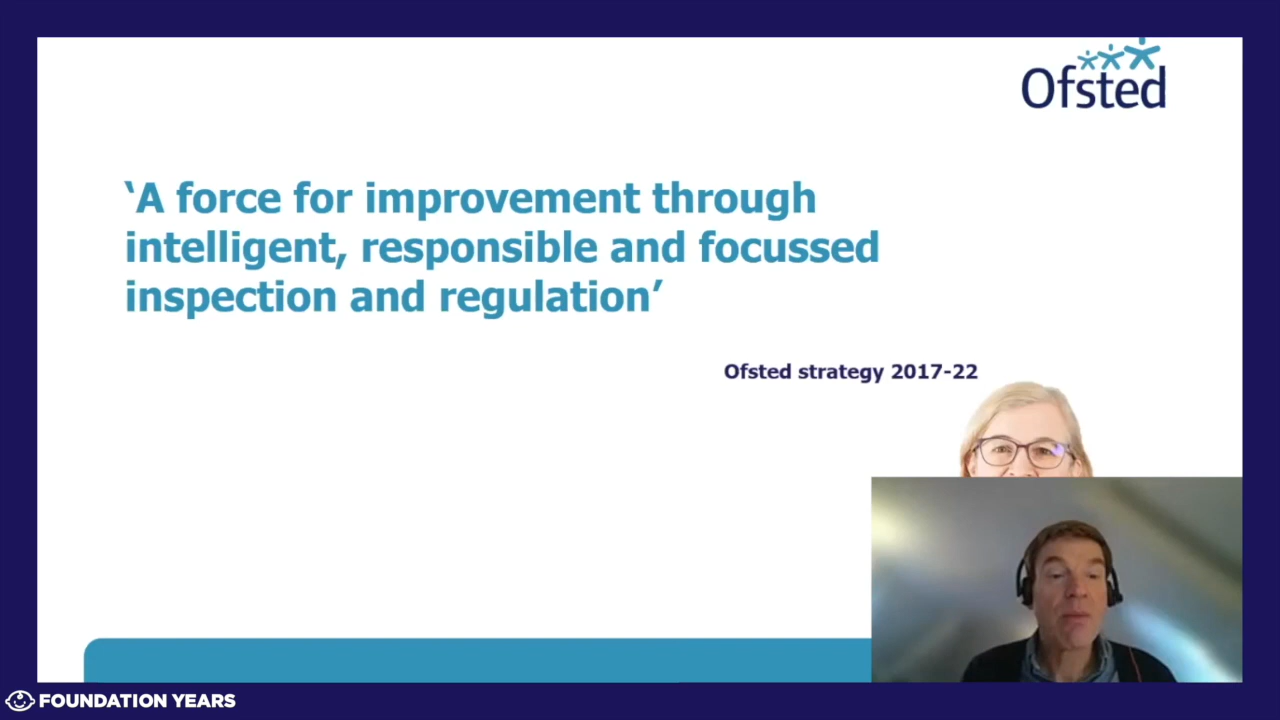 Ofsted
‘A force for improvement through
intelligent, responsible and focussed
inspection and regulation’
Ofsted strategy 2017-22
FOUNDATION YEARS